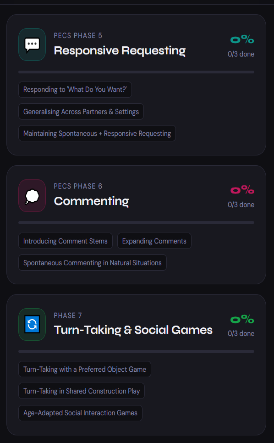 PECS PHASE 5
Responsive Requesting
0%
0/3 done
Responding to 'What Do You Want?'
Generalising Across Partners & Settings
Maintaining Spontaneous + Responsive Requesting
PECS PHASE 6
Commenting
0%
0/3 done
Introducing Comment Stems
Expanding Comments
Spontaneous Commenting in Natural Situations
PHASE 7
Turn-Taking & Social Games
0%
0/3 done
Turn-Taking with a Preferred Object Game
Turn-Taking in Shared Construction Play
Age-Adapted Social Interaction Games